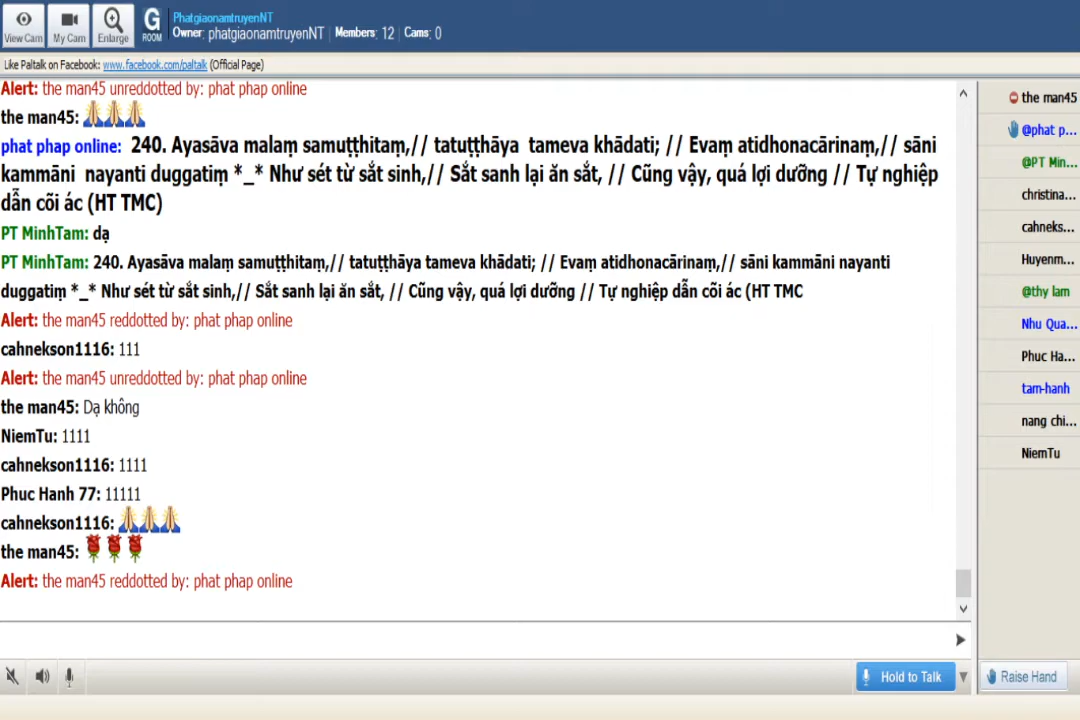 PhatgiaonamtruyenNT
Owner: phatgiaonamtruyenNT Members: 12 Cams: 0
View Cam My Cam Enlarge G ROOM
Like Paltalk on Facebook: www.facebook.com/paltalk (Official Page)
Alert: the man45 unreddotted by: phat phap online
the man45:
phat phap online: 240. Ayasāva malaṃ samuṭṭhitaṃ,// tatuṭṭhāya tameva khādati; // Evaṃ atidhonacārinaṃ,// sāni
kammāni nayanti duggatiṃ *_* Như sét từ sắt sinh,// Sắt sanh lại ăn sắt, // Cũng vậy, quá lợi dưỡng // Tự nghiệp
dẫn cõi ác (HT TMC)
PT MinhTam: dạ
PT MinhTam: 240. Ayasāva malaṃ samuṭṭhitaṃ,// tatuṭṭhāya tameva khādati; // Evaṃ atidhonacārinaṃ,// sāni kammāni nayanti
duggatiṃ *_* Như sét từ sắt sinh,// Sắt sanh lại ăn sắt, // Cũng vậy, quá lợi dưỡng // Tự nghiệp dẫn cõi ác (HT TMC
Alert: the man45 reddotted by: phat phap online
cahnekson1116: 111
Alert: the man45 unreddotted by: phat phap online
the man45: Dạ không
NiemTu: 1111
cahnekson1116: 1111
Phuc Hanh 77: 11111
cahnekson1116:
the man45:
Alert: the man45 reddotted by: phat phap online
the man45
@phat p...
@PT Min...
christina...
cahneks...
Huyenm...
@thy lam
Nhu Qua...
Phuc Ha...
tam-hanh
nang chi...
NiemTu
Hold to Talk
Raise Hand